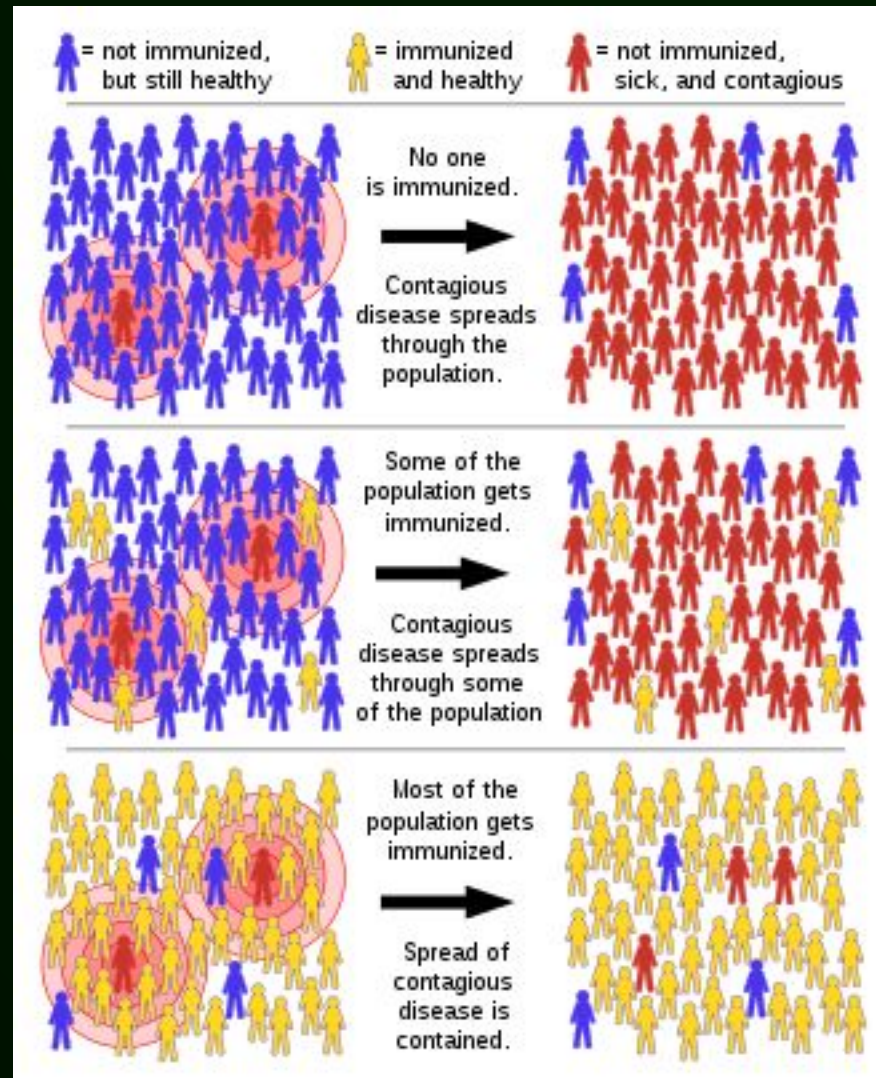 = not immunized,
but still healthy
= immunized
and healthy
= not immunized,
sick, and contagious
No one
is immunized.
Contagious
disease spreads
through the
population.
Some of the
population gets
immunized.
Contagious
disease spreads
through some
of the population
Most of the
population gets
immunized.
Spread of
contagious
disease is
contained.